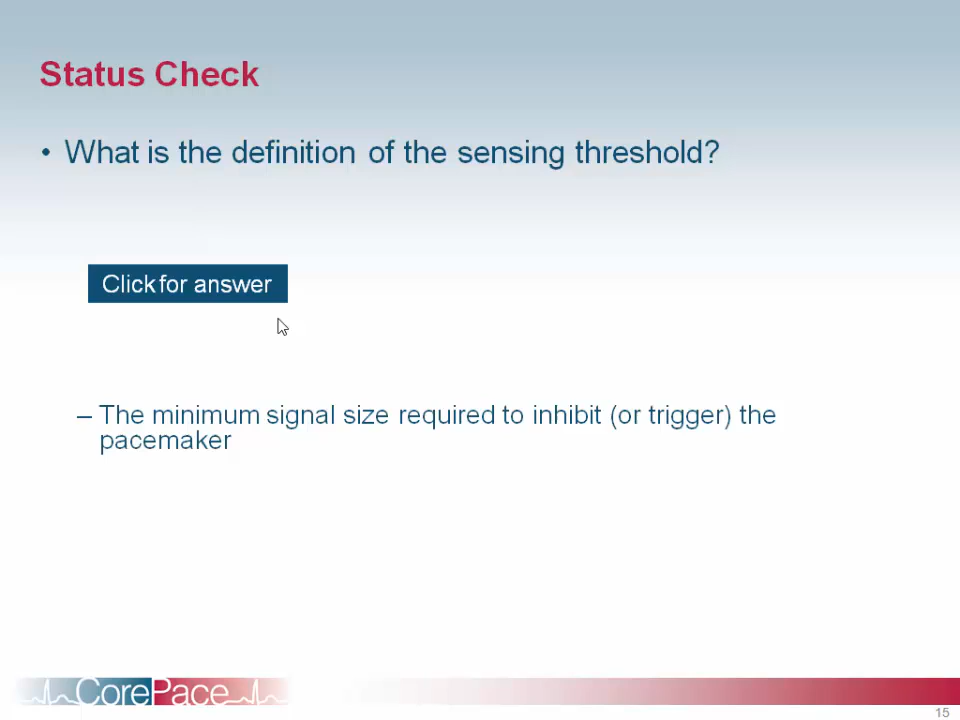 Status Check
• What is the definition of the sensing threshold?
Click for answer
– The minimum signal size required to inhibit (or trigger) the
pacemaker
CorePace
15